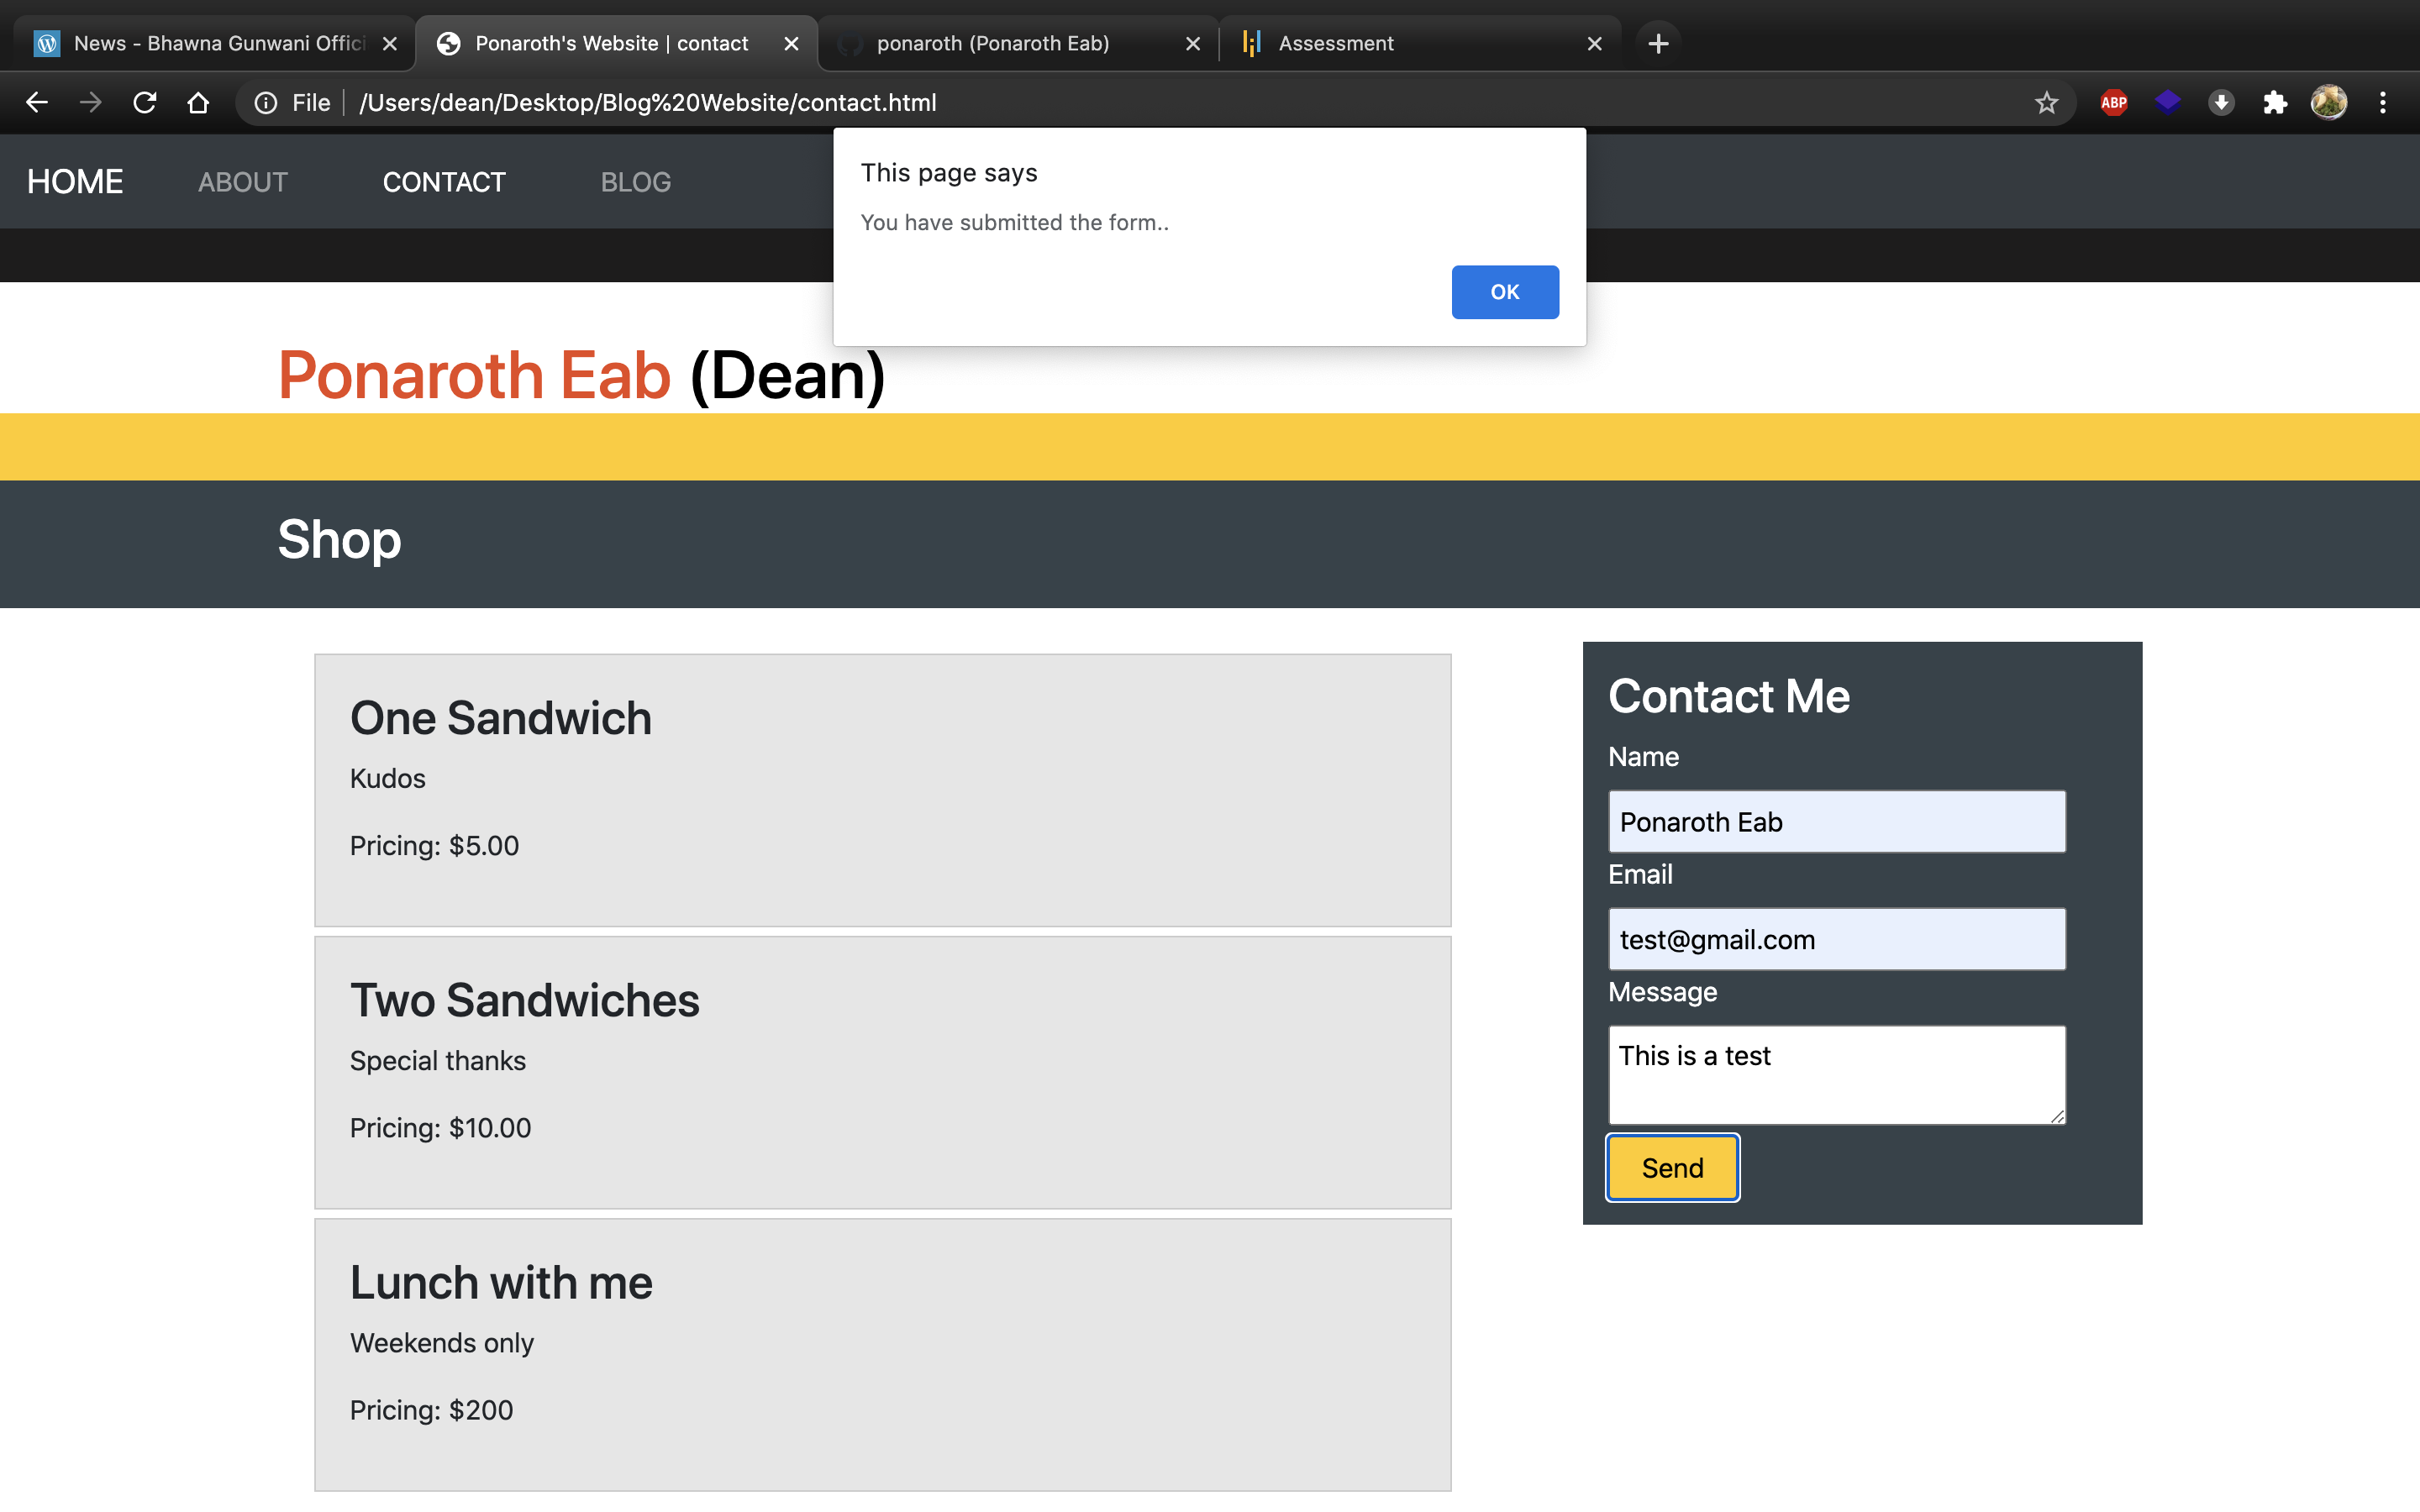 News - Bhawna Gunwani Offici
Ponaroth's Website | contact
ponaroth (Ponaroth Eab)
Assessment
File
/Users/dean/Desktop/Blog%20Website/contact.html
ABP
HOME
ABOUT
CONTACT
BLOG
This page says
You have submitted the form..
OK
Ponaroth Eab (Dean)
Shop
One Sandwich
Kudos
Pricing: $5.00
Two Sandwiches
Special thanks
Pricing: $10.00
Lunch with me
Weekends only
Pricing: $200
Contact Me
Name
Ponaroth Eab
Email
test@gmail.com
Message
This is a test
Send